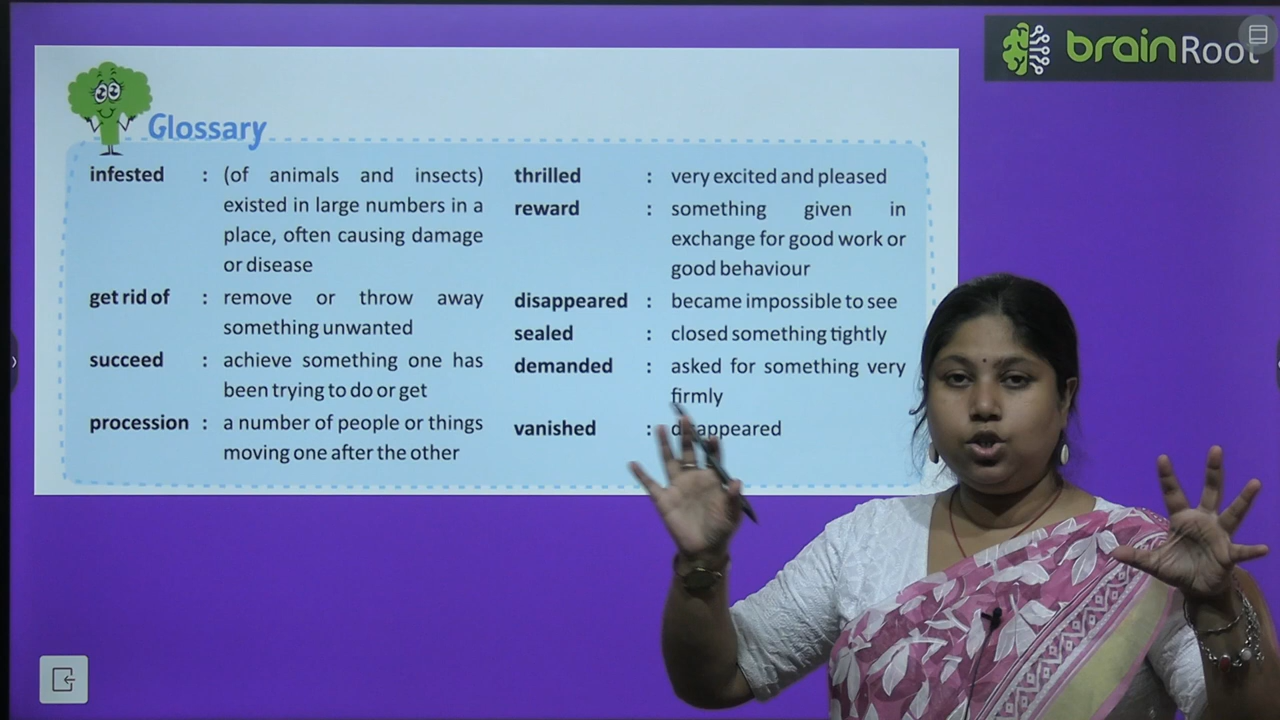 brainRoot
Glossary
infested : (of animals and insects)
existed in large numbers in a
place, often causing damage
or disease
get rid of : remove or throw away
something unwanted
succeed : achieve something one has
been trying to do or get
procession : a number of people or things
moving one after the other
thrilled : very excited and pleased
reward : something given in
exchange for good work or
good behaviour
disappeared : became impossible to see
sealed : closed something tightly
demanded : asked for something very
firmly
vanished : disappeared